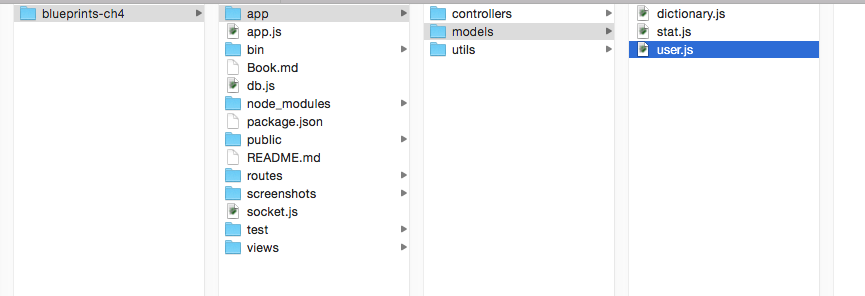 blueprints-ch4
app
app.js
bin
Book.md
db.js
node_modules
package.json
public
README.md
routes
screenshots
socket.js
test
views
controllers
models
utils
dictionary.js
stat.js
user.js